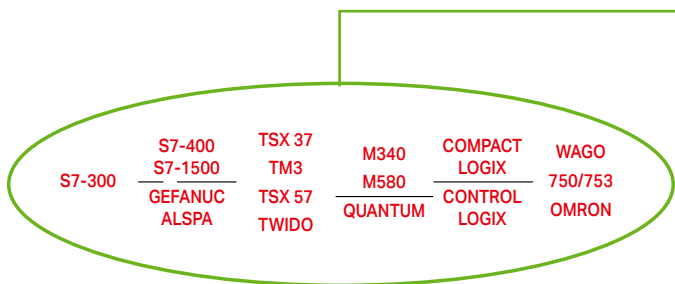 S7-300
S7-400
S7-1500
GEFANUC
ALSPA
TSX 37
TM3
TSX 57
TWIDO
M340
M580
QUANTUM
COMPACT
LOGIX
CONTROL
LOGIX
WAGO
750/753
OMRON